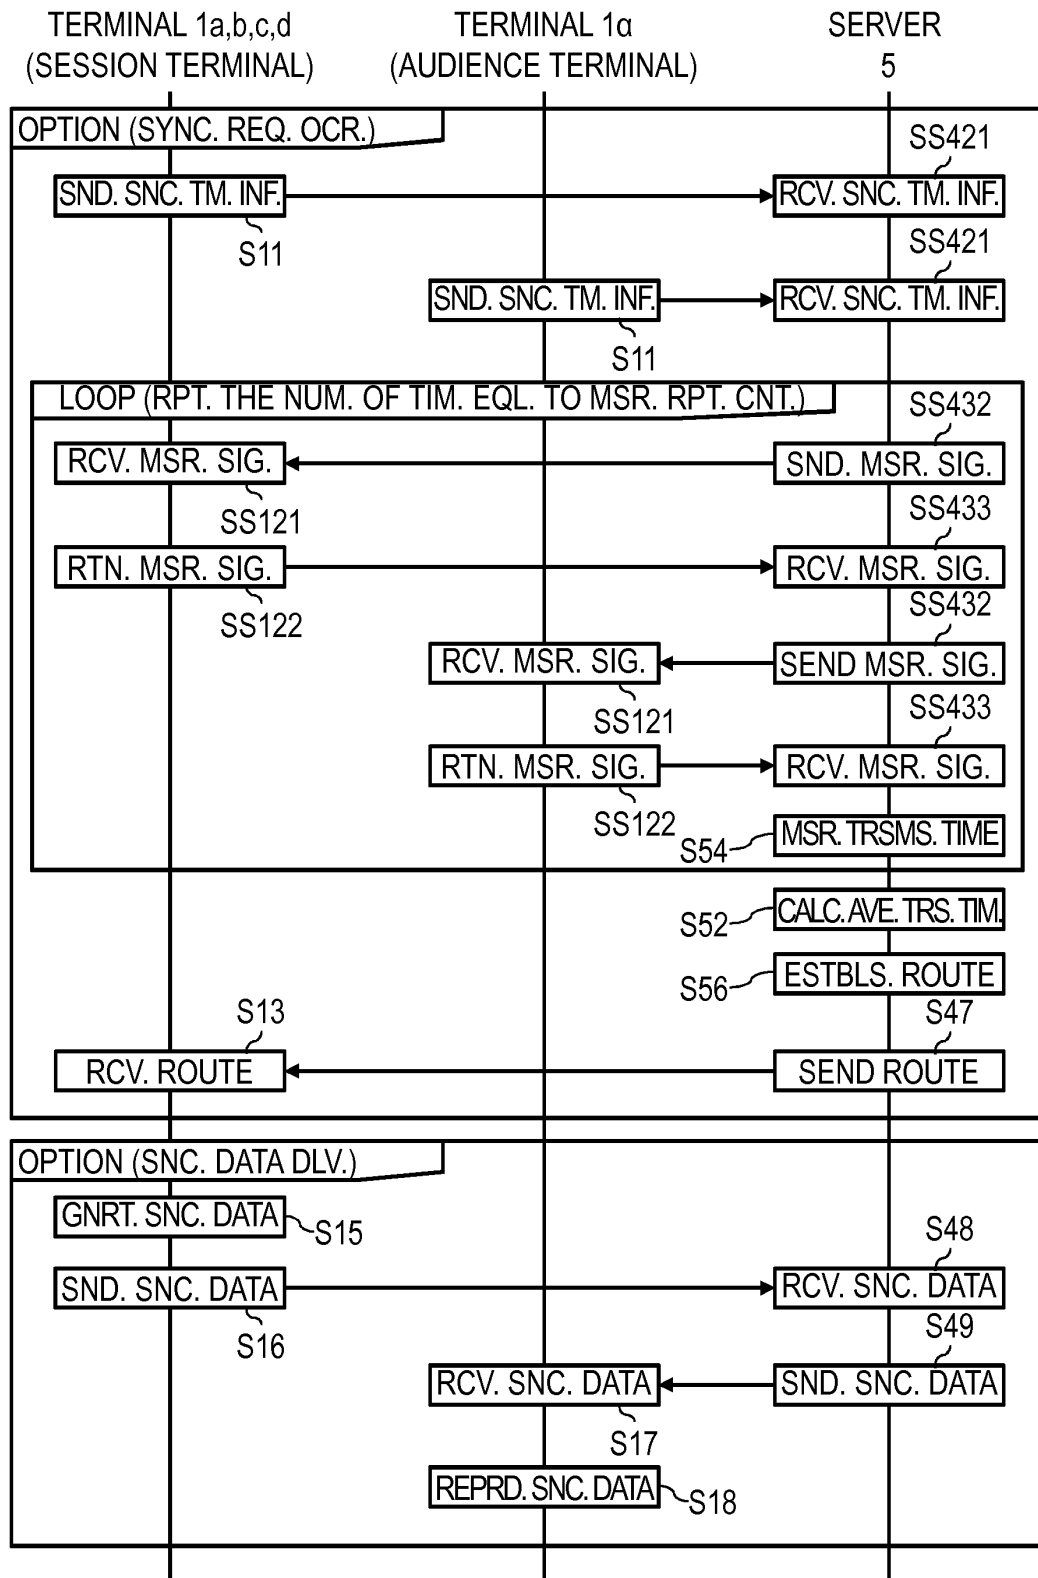 TERMINAL 1a,b,c,d
(SESSION TERMINAL)
TERMINAL 1α
(AUDIENCE TERMINAL)
SERVER
5
OPTION (SYNC. REQ. OCR.)
SS421
SND. SNC. TM. INF.
RCV. SNC. TM. INF.
S11
SS421
SND. SNC. TM. INF.
RCV. SNC. TM. INF.
S11
LOOP (RPT. THE NUM. OF TIM. EQL. TO MSR. RPT. CNT.)
SS432
RCV. MSR. SIG.
SND. MSR. SIG.
SS121
SS433
RTN. MSR. SIG.
RCV. MSR. SIG.
SS122
SS432
RCV. MSR. SIG.
SEND MSR. SIG.
SS121
SS433
RTN. MSR. SIG.
RCV. MSR. SIG.
SS122
S54
MSR. TRSMS. TIME
S52
CALC. AVE. TRS. TIM.
S56
ESTBLS. ROUTE
S13
S47
RCV. ROUTE
SEND ROUTE
OPTION (SNC. DATA DLV.)
GNRT. SNC. DATA
S15
S48
SND. SNC. DATA
RCV. SNC. DATA
S16
S49
RCV. SNC. DATA
SND. SNC. DATA
S17
REPRD. SNC. DATA
S18